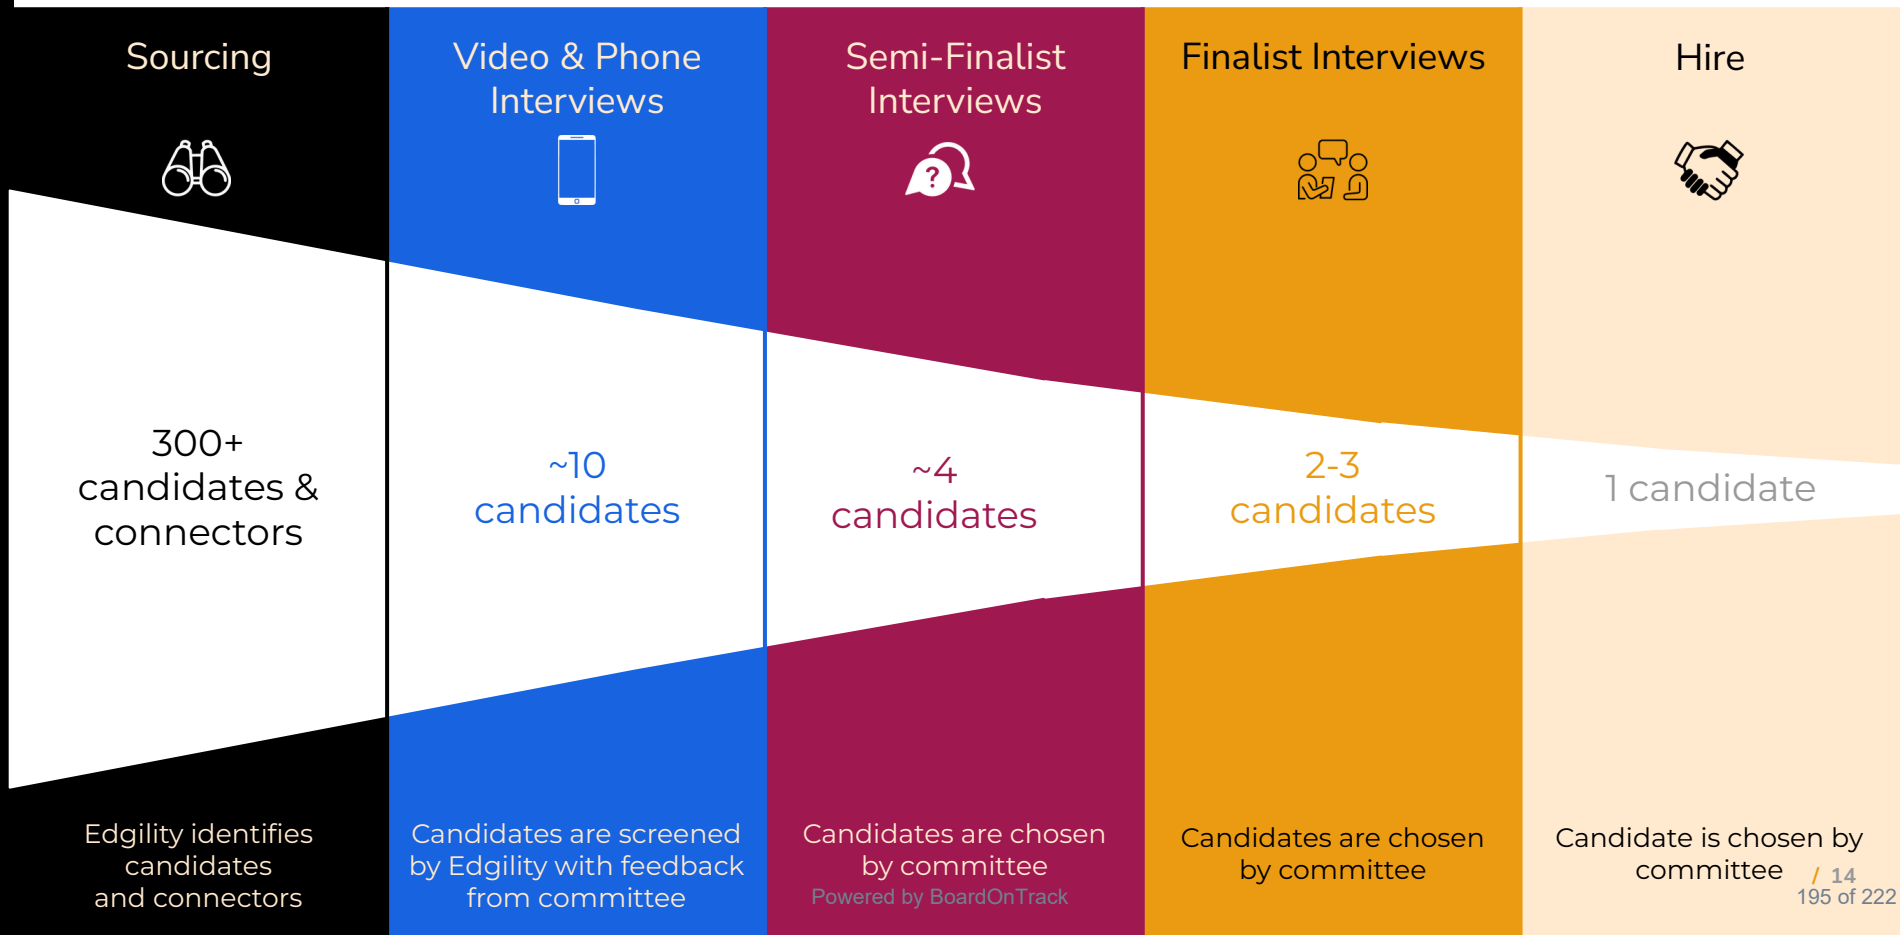 Sourcing
Video & Phone
Interviews
Semi-Finalist
Interviews
Finalist Interviews
Hire
?
300+
candidates &
connectors
~10
candidates
~4
candidates
2-3
candidates
1 candidate
Edgility identifies
candidates
and connectors
Candidates are screened
by Edgility with feedback
from committee
Candidates are chosen
by committee
Candidates are chosen
by committee
Candidate is chosen by
committee
/ 14
Powered by BoardOnTrack
195 of 222